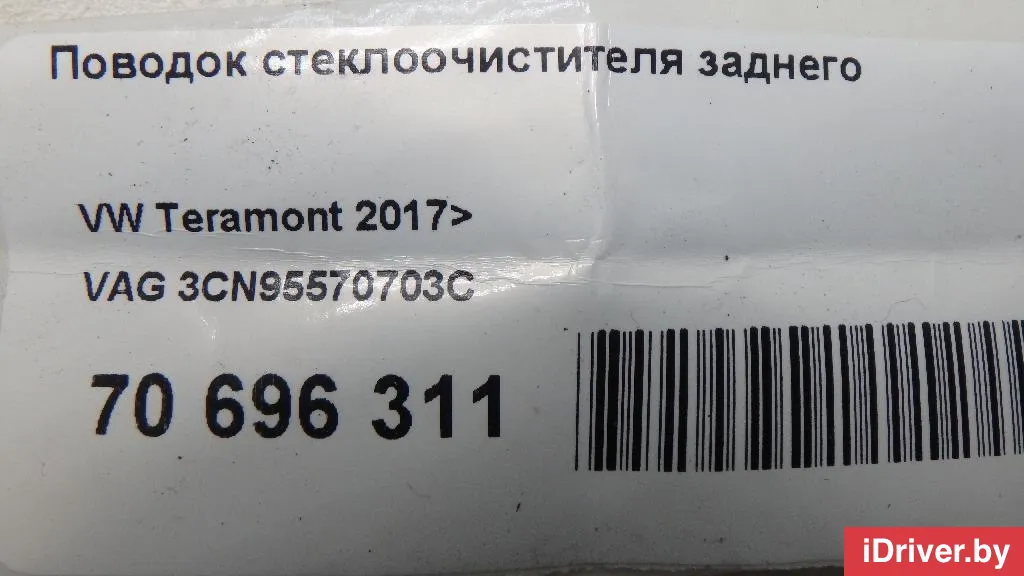 Поводок стеклоочистителя заднего
VW Teramont 2017>
VAG 3CN95570703C
70 696 311
iDriver.by